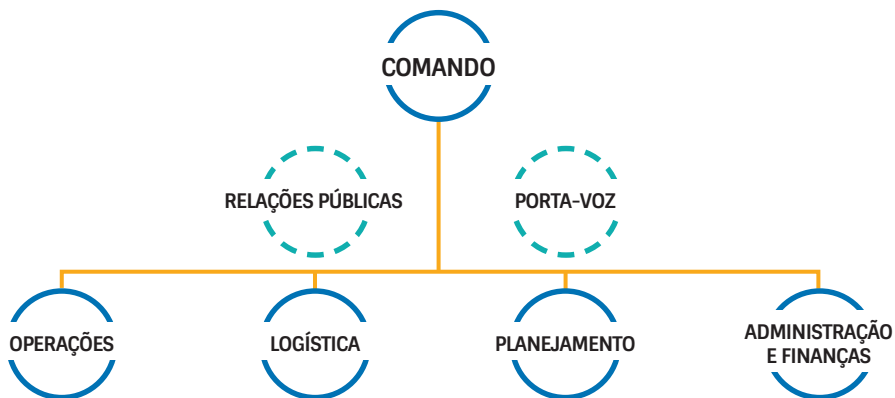 COMANDO
RELAÇÕES PÚBLICAS
PORTA-VOZ
OPERAÇÕES
LOGÍSTICA
PLANEJAMENTO
ADMINISTRAÇÃO
E FINANÇAS